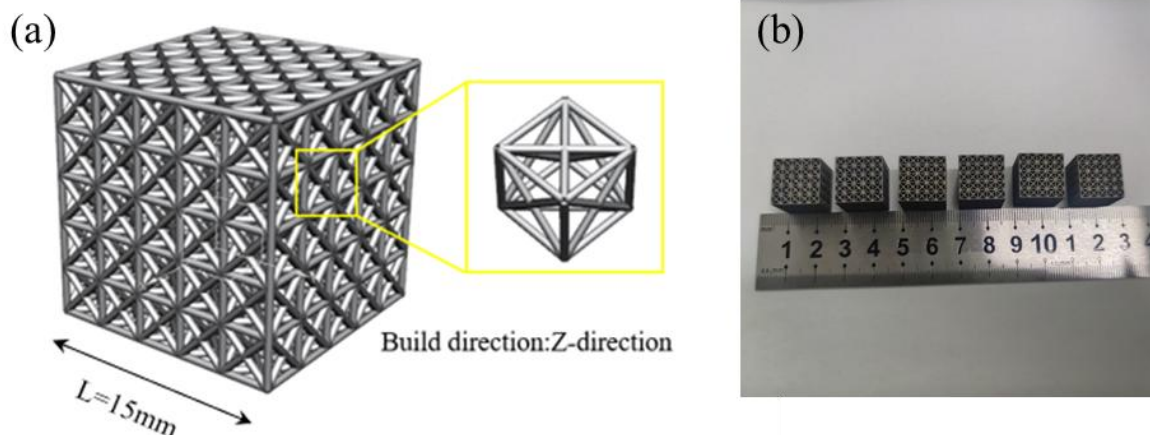 (a)
(b)
Build direction:Z-direction
L=15mm
1 2 3 4 5 6 7 8 9 10 1 2 3 4